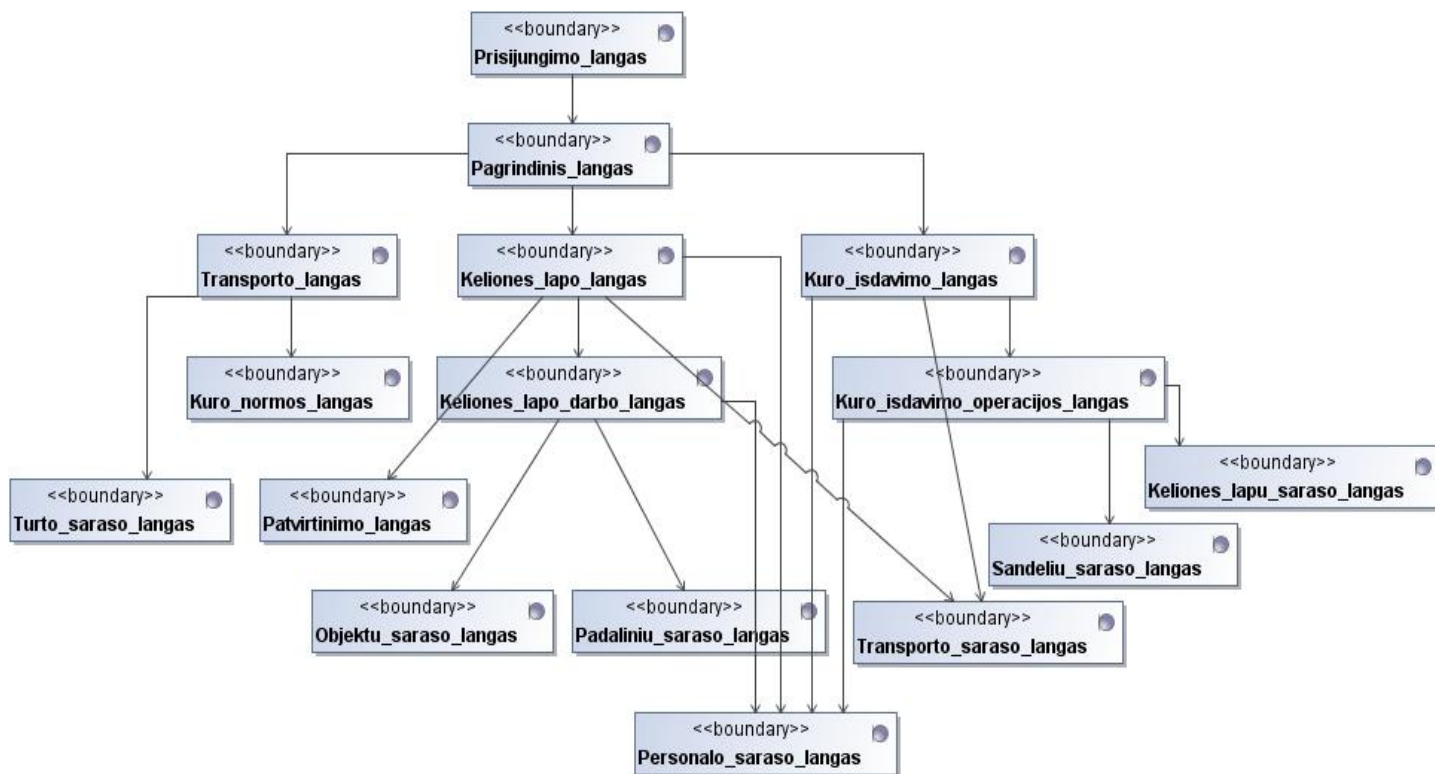 <<boundary>>
Prisijungimo_langas
<<boundary>>
Pagrindinis_langas
<<boundary>>
Transporto_langas
<<boundary>>
Keliones_lapo_langas
<<boundary>>
Kuro_isdavimo_langas
<<boundary>>
Kuro_normos_langas
<<boundary>>
Keliones_lapo_darbo_langas
<<boundary>>
Kuro_isdavimo_operacijos_langas
<<boundary>>
Keliones_lapu_saraso_langas
<<boundary>>
Turto_saraso_langas
<<boundary>>
Patvirtinimo_langas
<<boundary>>
Sandeliu_saraso_langas
<<boundary>>
Objektu_saraso_langas
<<boundary>>
Padaliniu_saraso_langas
<<boundary>>
Transporto_saraso_langas
<<boundary>>
Personalo_saraso_langas